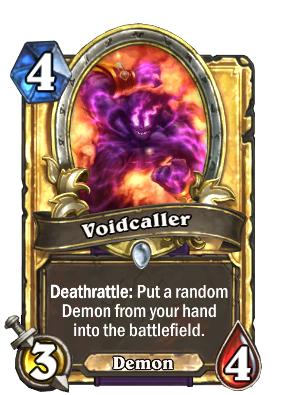 4
Voidcaller
Deathrattle: Put a random
Demon from your hand
into the battlefield.
3
Demon
4